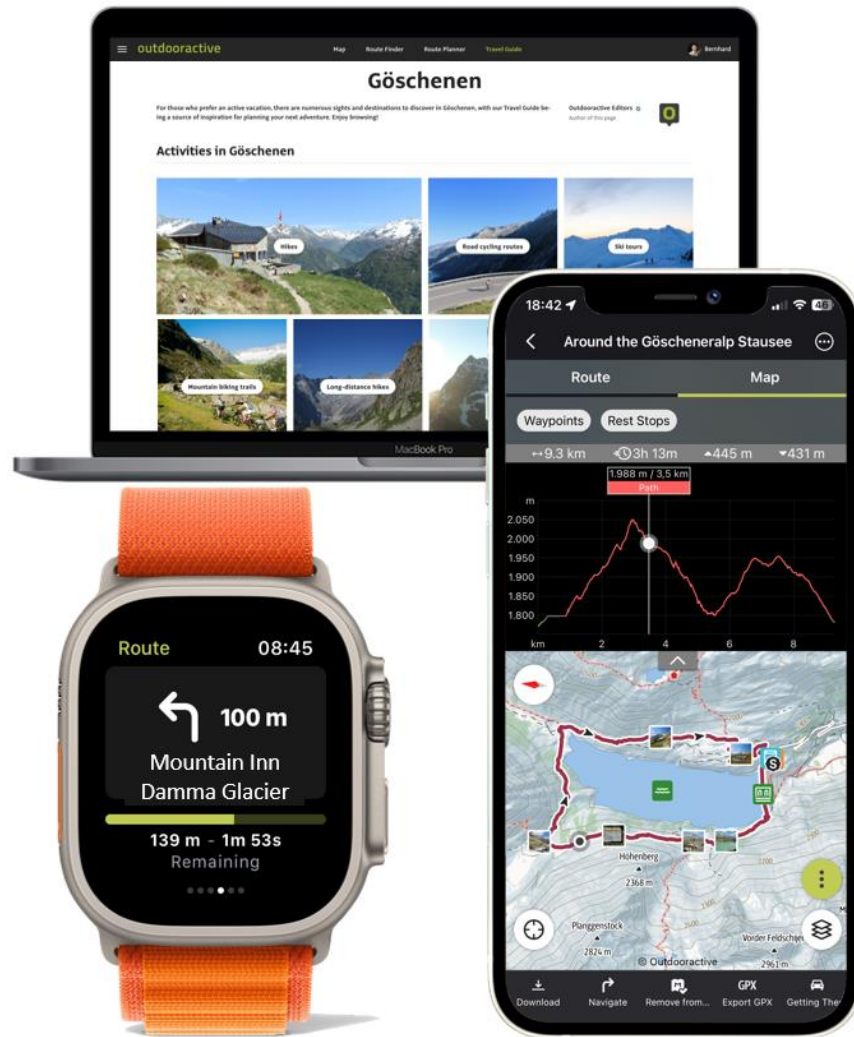 outdooractive
Map Route Finder Route Planner Travel Guide
Bernhard
Göschenen
For those who prefer an active vacation, there are numerous sights and destinations to discover in Göschenen, with our Travel Guide be-
ing a source of inspiration for planning your next adventure. Enjoy browsing!
Outdooractive Editors
Author of this page
Activities in Göschenen
Hikes
Road cycling routes
Ski tours
Mountain biking trails
Long-distance hikes
MacBook Pro
18:42
46
Around the Göscheneralp Stausee
Route Map
Waypoints Rest Stops
9.3 km 3h 13m 445 m 431 m
1.988 m / 3,5 km
Path
m
2.050
2.000
1.950
1.900
1.850
1.800
km 2 4 6 8
S
Höhenberg
2368 m
2200
2200
2300
2400
Planggenstock
2824 m
Vorder Feldschijen
2961 m
© Outdooractive
Download Navigate Remove from... GPX Export GPX Getting The
Route 08:45
100 m
Mountain Inn
Damma Glacier
139 m - 1m 53s
Remaining